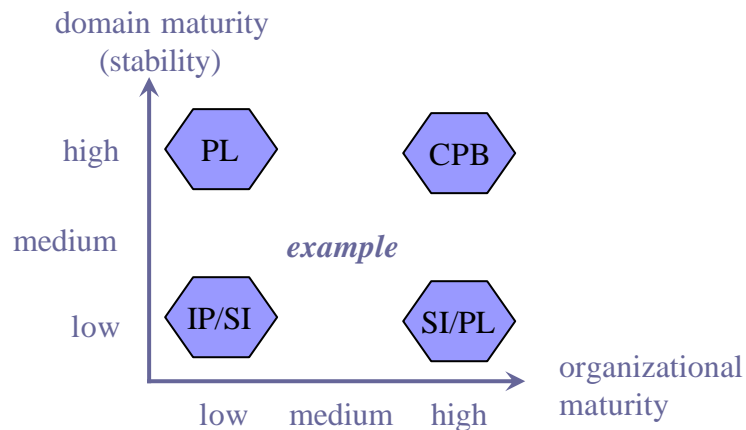 domain maturity
(stability)
high
PL
CPB
medium
example
low
IP/SI
SI/PL
organizational
maturity
low
medium
high